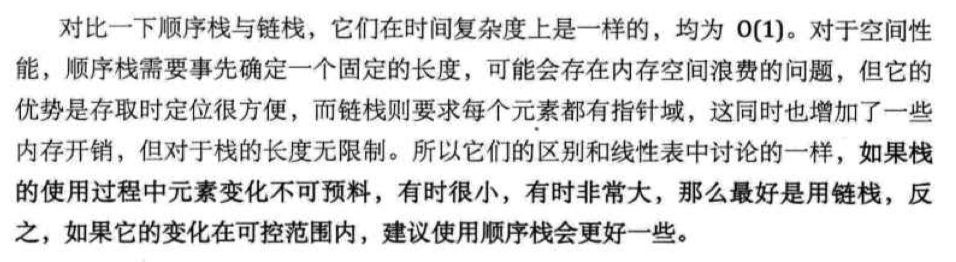 对比一下顺序栈与链栈，它们在时间复杂度上是一样的，均为 O(1)。对于空间性
能，顺序栈需要事先确定一个固定的长度，可能会存在内存空间浪费的问题，但它的
优势是存取时定位很方便，而链栈则要求每个元素都有指针域，这同时也增加了一些
内存开销，但对于栈的长度无限制。所以它们的区别和线性表中讨论的一样，如果栈
的使用过程中元素变化不可预料，有时很小，有时非常大，那么最好是用链栈，反
之，如果它的变化在可控范围内，建议使用顺序栈会更好一些。